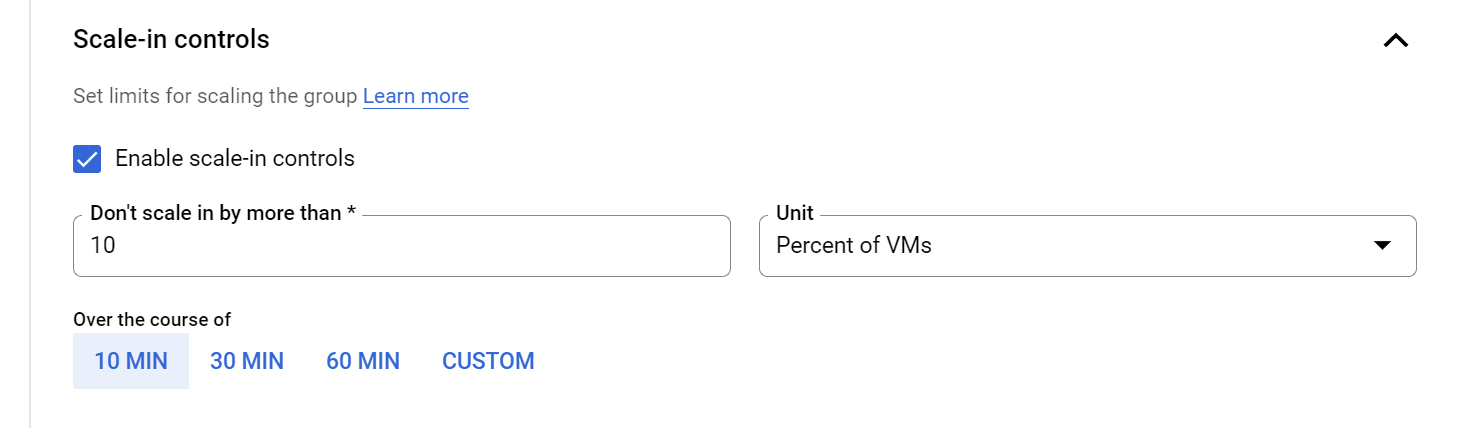 Scale-in controls
Set limits for scaling the group Learn more
Enable scale-in controls
Don't scale in by more than *
10
Unit
Percent of VMs
Over the course of
10 MIN 30 MIN 60 MIN CUSTOM